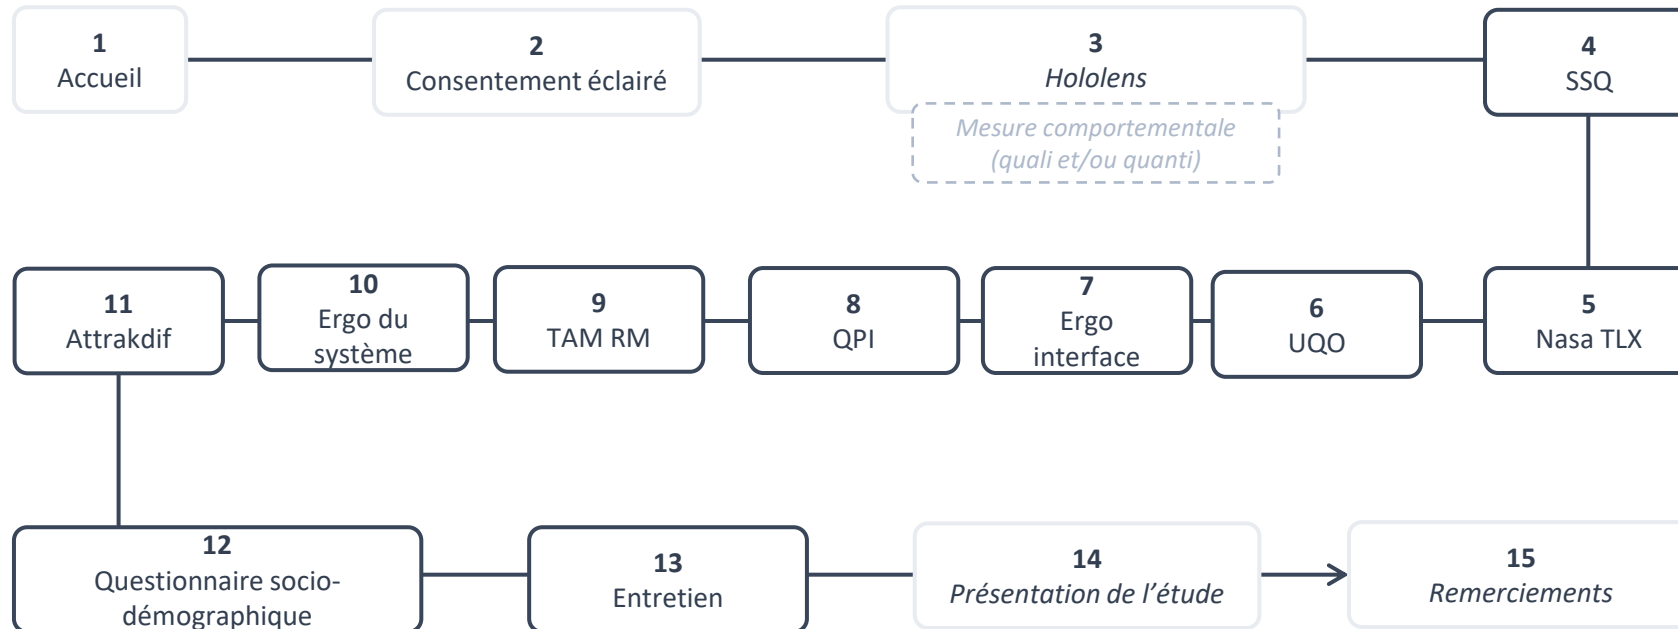 1
Accueil
2
Consentement éclairé
3
Hololens
Mesure comportementale
(quali et/ou quanti)
4
SSQ
5
Nasa TLX
6
UQO
7
Ergo
interface
8
QPI
9
TAM RM
10
Ergo du
système
11
Attrakdif
12
Questionnaire socio-
démographique
13
Entretien
14
Présentation de l’étude
15
Remerciements